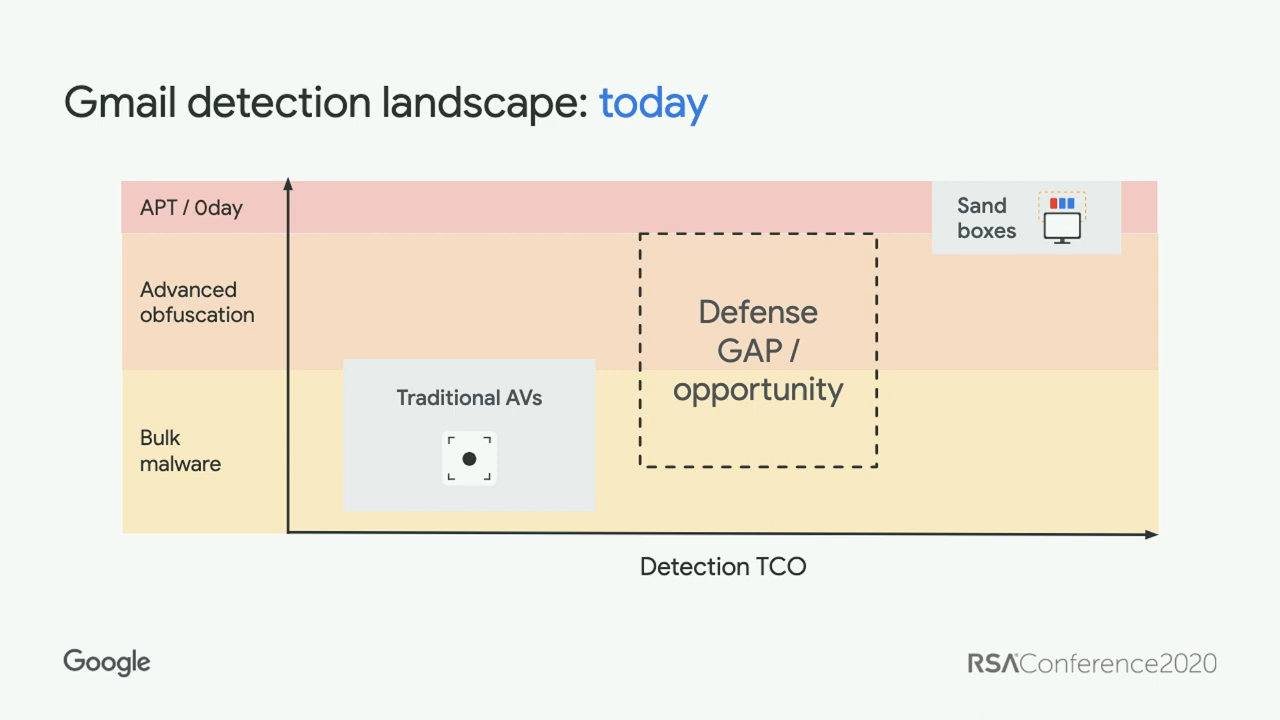 Gmail detection landscape: today
APT / 0day
Sand
boxes
Advanced
obfuscation
Defense
GAP /
opportunity
Traditional AVs
Bulk
malware
Detection TCO
Google
RSAConference2020